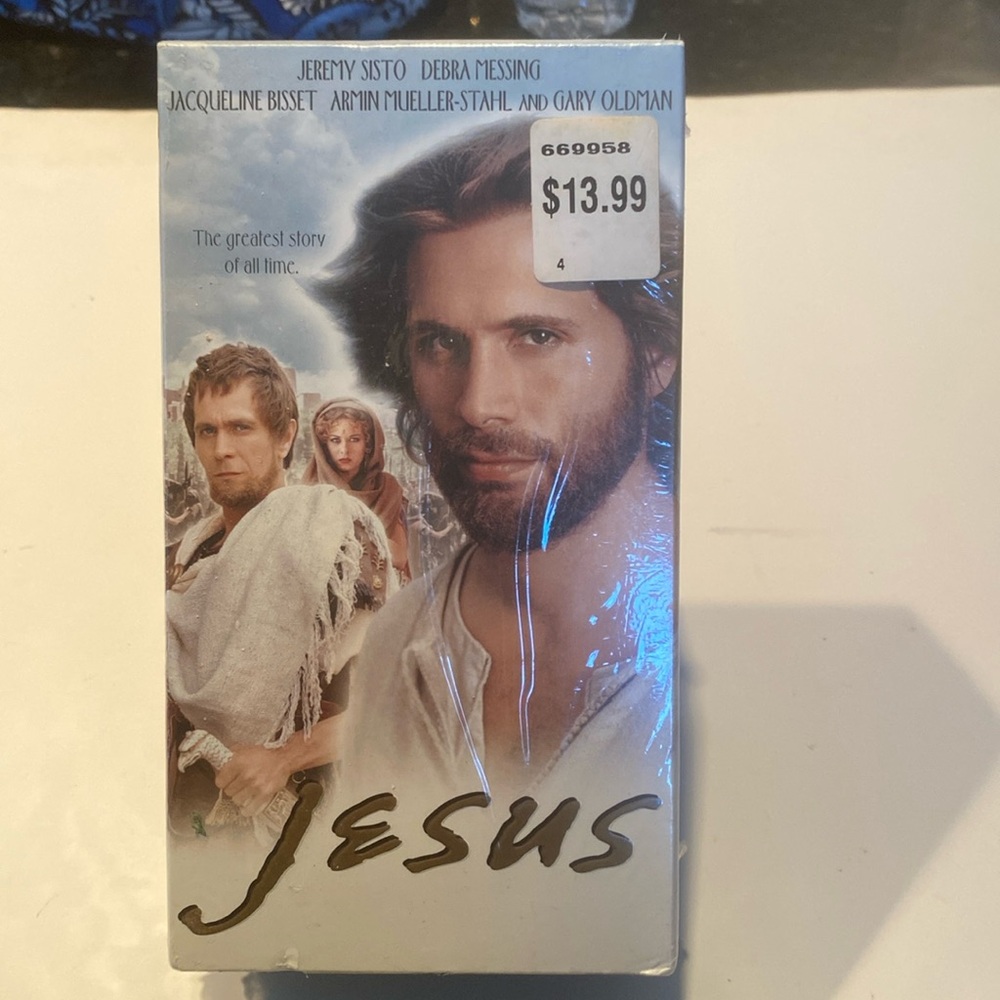 JEREMY SISTO DEBRA MESSING
JACQUELINE BISSET ARMIN MUELLER-STAHL AND GARY OLDMAN
669958
$13.99
4
The greatest story
of all time.
JESUS